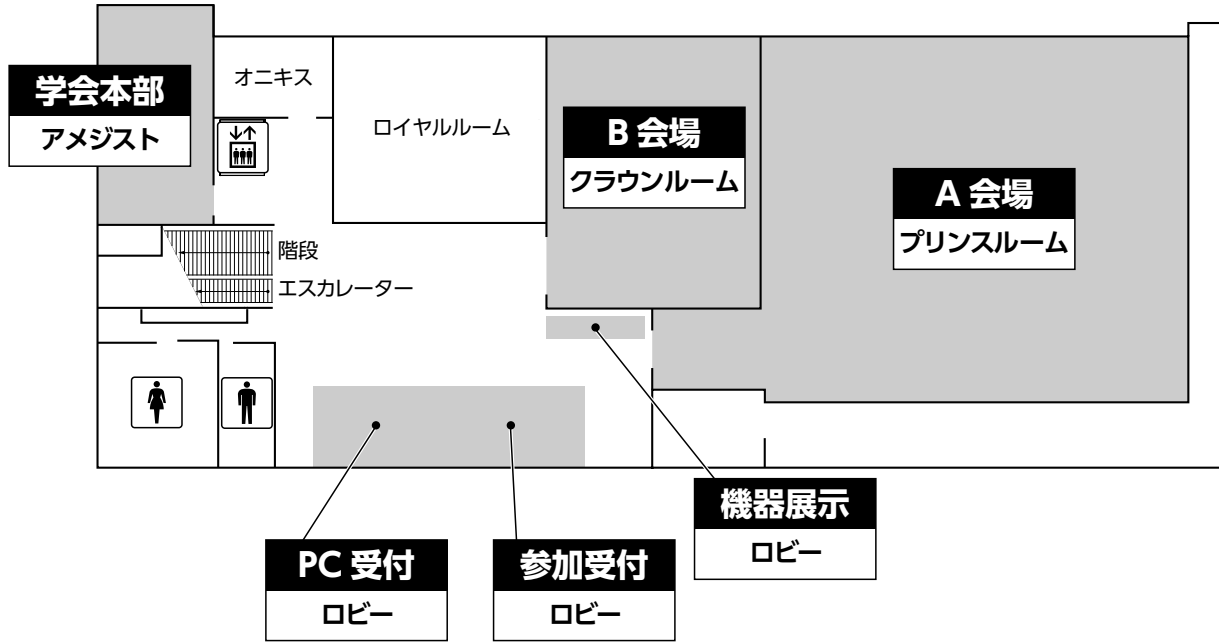 オニキス
学会本部
アメジスト
ロイヤルルーム
B 会場
クラウンルーム
A 会場
プリンスルーム
階段
エスカレーター
機器展示
ロビー
PC 受付
ロビー
参加受付
ロビー